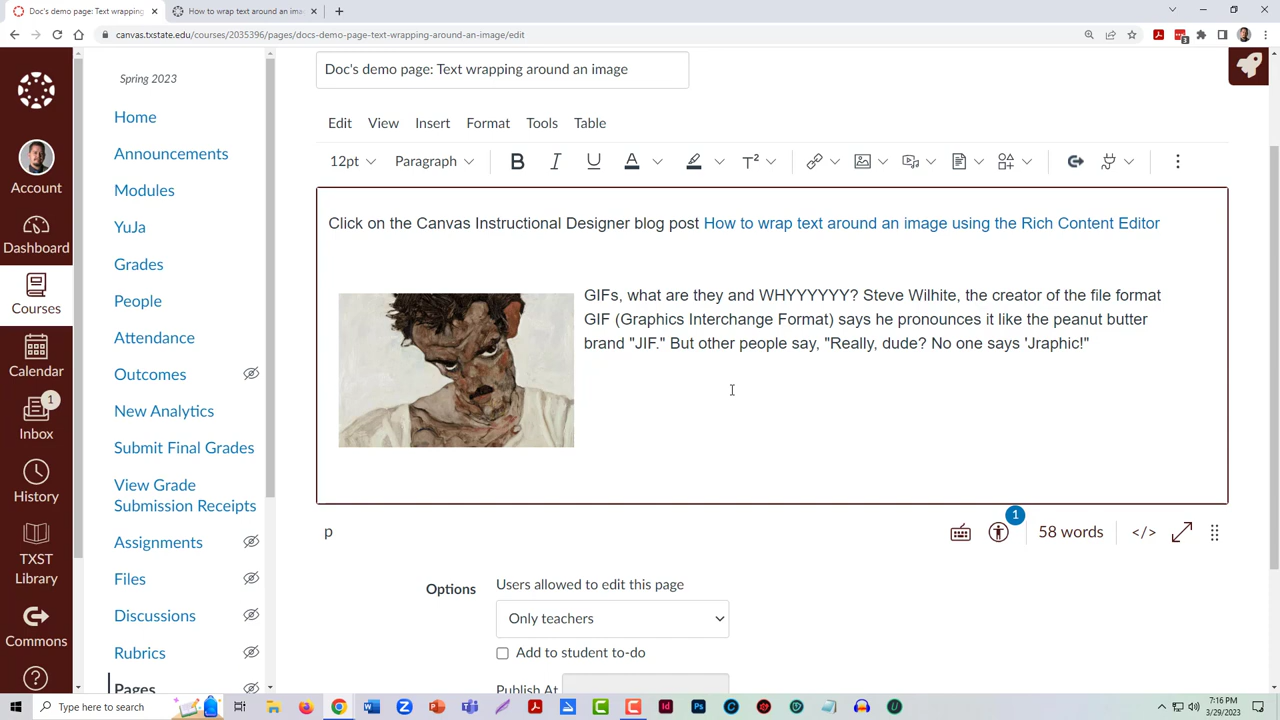 Doc's demo page: Text wrapping
How to wrap text around an ima
canvas.txstate.edu/courses/2035396/pages/docs-demo-page-text-wrapping-around-an-image/edit
Account
Dashboard
Courses
Calendar
1
Inbox
History
TXST
Library
Commons
Spring 2023
Home
Announcements
Modules
YuJa
Grades
People
Attendance
Outcomes
New Analytics
Submit Final Grades
View Grade
Submission Receipts
Assignments
Files
Discussions
Rubrics
Pages
Doc's demo page: Text wrapping around an image
Edit View Insert Format Tools Table
12pt Paragraph B I U A T²
Click on the Canvas Instructional Designer blog post How to wrap text around an image using the Rich Content Editor
GIFs, what are they and WHYYYYYY? Steve Wilhite, the creator of the file format
GIF (Graphics Interchange Format) says he pronounces it like the peanut butter
brand "JIF." But other people say, "Really, dude? No one says 'Jraphic!"
p 1 58 words </>
Options
Users allowed to edit this page
Only teachers
Add to student to-do
Publish At
Type here to search
7:16 PM
3/29/2023